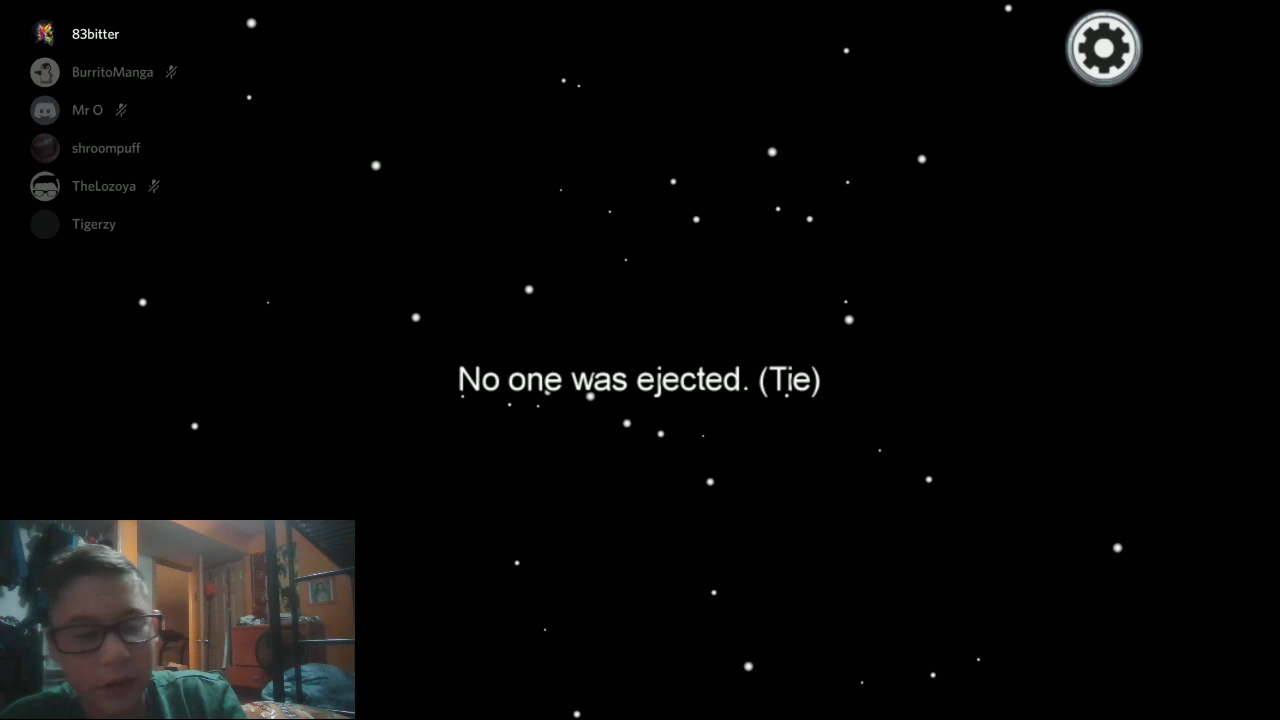 83bitter
BurritoManga
Mr O
shroompuff
TheLozoya
Tigerzy
No one was ejected. (Tie)